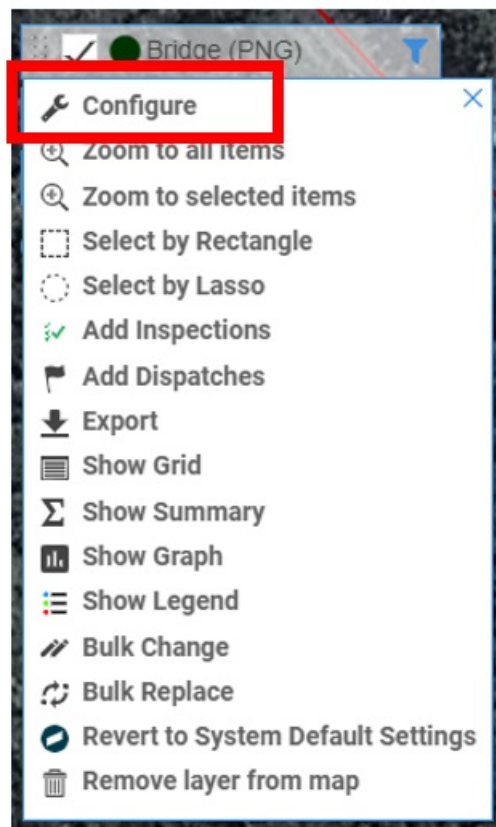 Bridge (PNG)
Configure
Zoom to all items
Zoom to selected items
Select by Rectangle
Select by Lasso
Add Inspections
Add Dispatches
Export
Show Grid
Show Summary
Show Graph
Show Legend
Bulk Change
Bulk Replace
Revert to System Default Settings
Remove layer from map